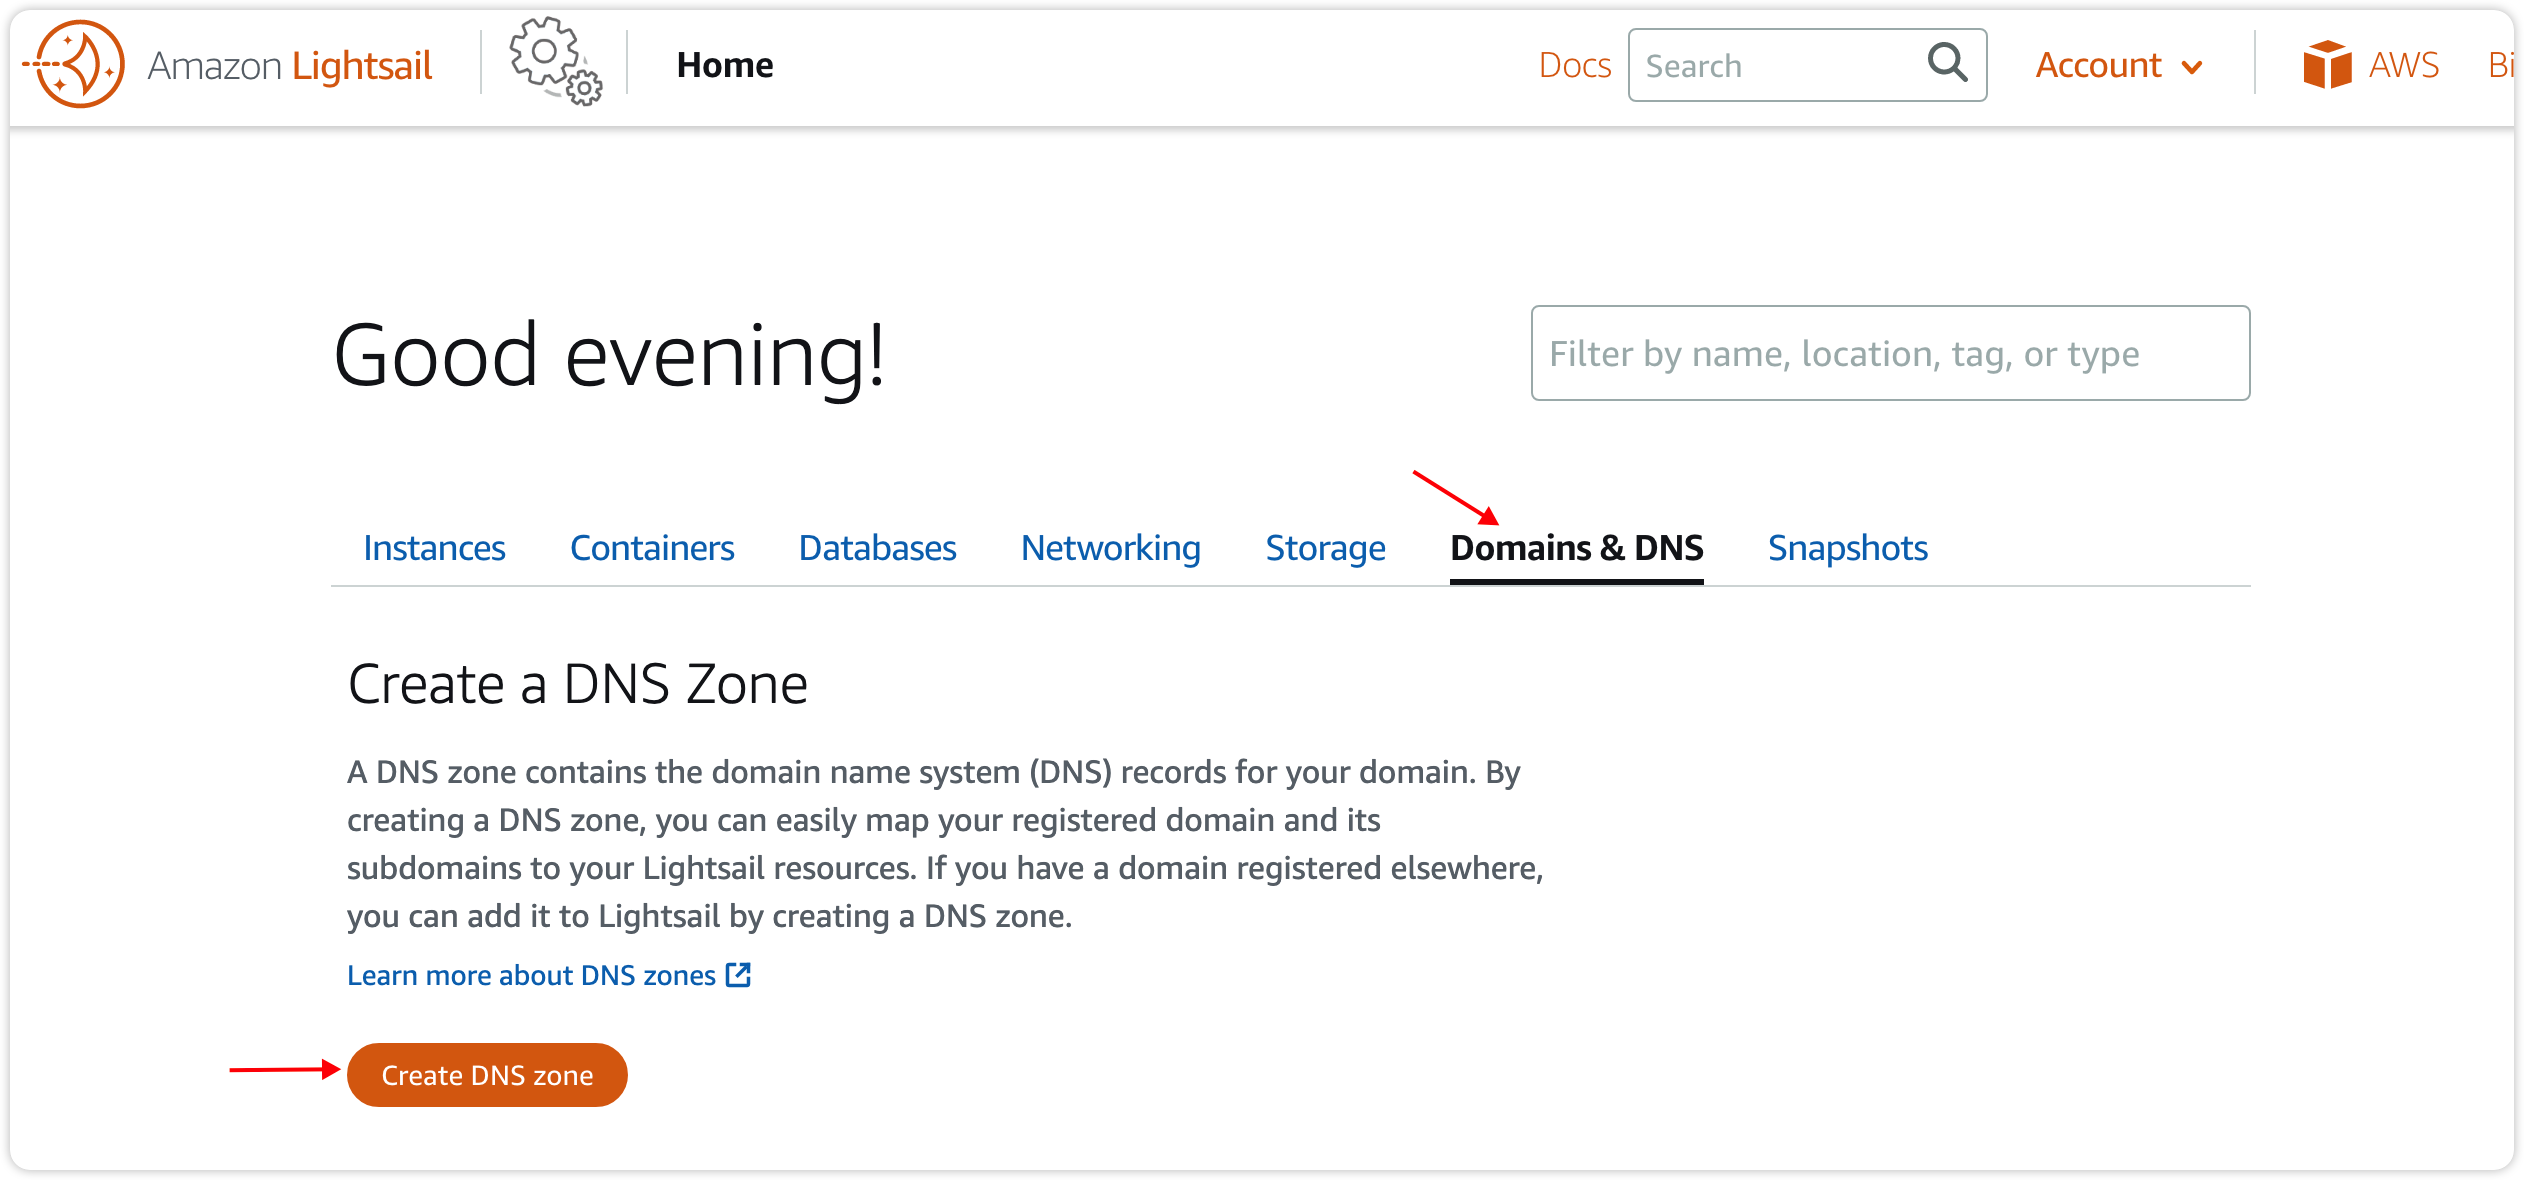 Amazon Lightsail
Home
Docs
Search
Account
AWS
Bi
Good evening!
Filter by name, location, tag, or type
Instances
Containers
Databases
Networking
Storage
Domains & DNS
Snapshots
Create a DNS Zone
A DNS zone contains the domain name system (DNS) records for your domain. By
creating a DNS zone, you can easily map your registered domain and its
subdomains to your Lightsail resources. If you have a domain registered elsewhere,
you can add it to Lightsail by creating a DNS zone.
Learn more about DNS zones
Create DNS zone